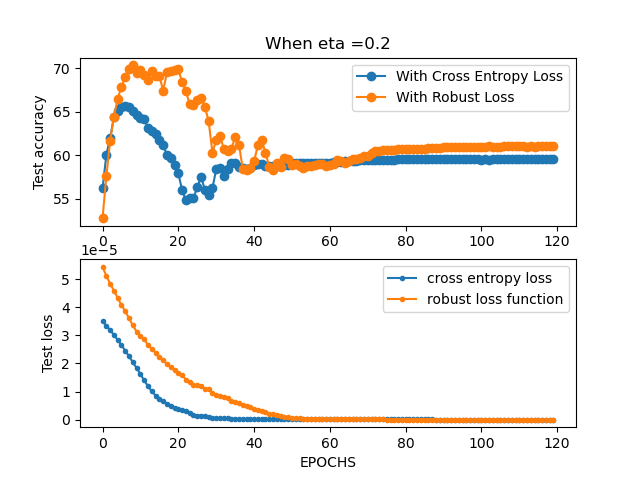 When eta =0.2
70
65
60
55
Test accuracy
With Cross Entropy Loss
With Robust Loss
0 20 40 60 80 100 120
1e−5
5
4
3
2
1
0
Test loss
cross entropy loss
robust loss function
0 20 40 60 80 100 120
EPOCHS